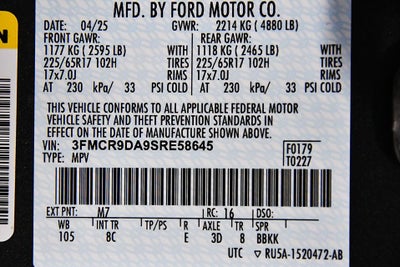 MFD. BY FORD MOTOR CO.
DATE: 04/25 GVWR: 2214 KG ( 4880 LB)
FRONT GAWR: REAR GAWR:
1177 KG ( 2595 LB) WITH 1118 KG ( 2465 LB) WITH
225/65R17 102H TIRES 225/65R17 102H TIRES
17x7.0J RIMS 17x7.0J RIMS
AT 230 kPa/ 33 PSI COLD AT 230 kPa/ 33 PSI COLD
THIS VEHICLE CONFORMS TO ALL APPLICABLE FEDERAL MOTOR
VEHICLE SAFETY AND THEFT PREVENTION STANDARDS IN
EFFECT ON THE DATE OF MANUFACTURE SHOWN ABOVE.
VIN: 3FMCR9DA9SRE58645 F0179
TYPE: MPV T0227
EXT PNT: M7 RC: 16 DSO:
WB INT TR TP/PS R AXLE TR SPR
105 8C E 3D 8 BBKK
UTC ▽ RU5A-1520472-AB